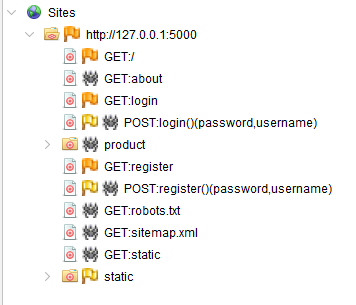 Sites
http://127.0.0.1:5000
GET:/
GET:about
GET:login
POST:login()(password,username)
product
GET:register
POST:register()(password,username)
GET:robots.txt
GET:sitemap.xml
GET:static
static